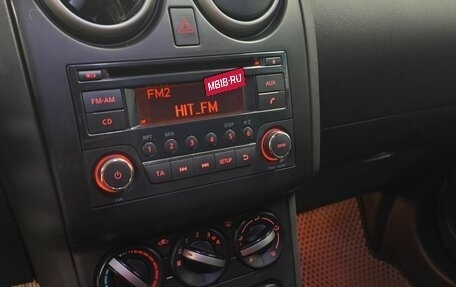 FM2
MBIB.RU
HIT_FM
FM•AM
AUX
CD
RPT MIX DISP A-Z
1 2 3 4 5 6
TA SETUP